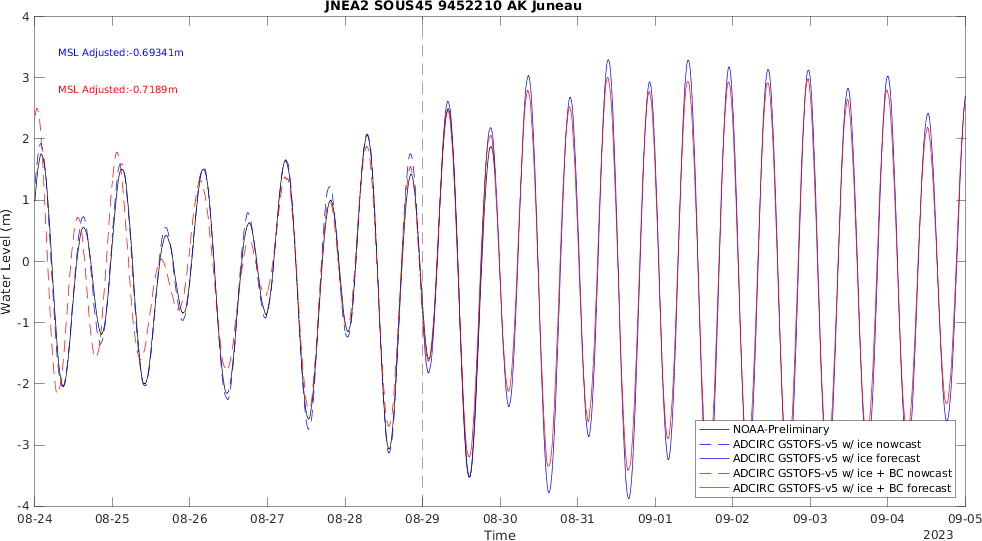 JNEA2 SOUS45 9452210 AK Juneau
4
MSL Adjusted:-0.69341m
3
MSL Adjusted:-0.7189m
2
1
Water Level (m)
0
-1
-2
-3
-4
NOAA-Preliminary
ADCIRC GSTOFS-v5 w/ ice nowcast
ADCIRC GSTOFS-v5 w/ ice forecast
ADCIRC GSTOFS-v5 w/ ice + BC nowcast
ADCIRC GSTOFS-v5 w/ ice + BC forecast
08-24 08-25 08-26 08-27 08-28 08-29 08-30 08-31 09-01 09-02 09-03 09-04 09-05
Time
2023